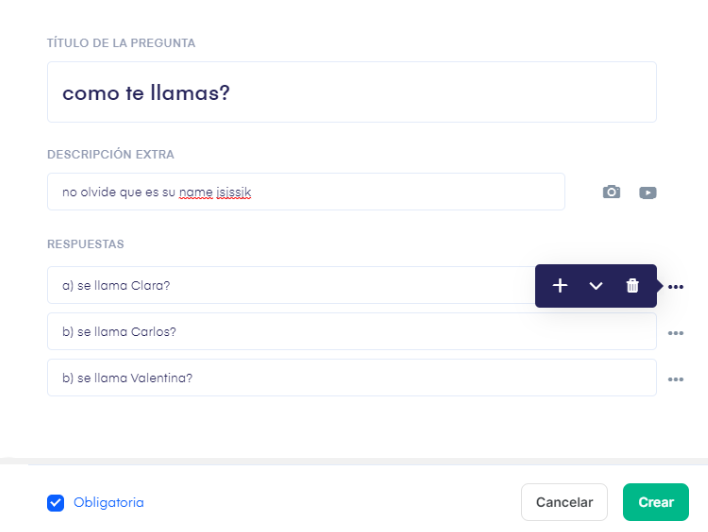 TÍTULO DE LA PREGUNTA
como te llamas?
DESCRIPCIÓN EXTRA
no olvide que es su name jsjssjk
RESPUESTAS
a) se llama Clara?
b) se llama Carlos?
b) se llama Valentina?
Obligatoria
Cancelar
Crear